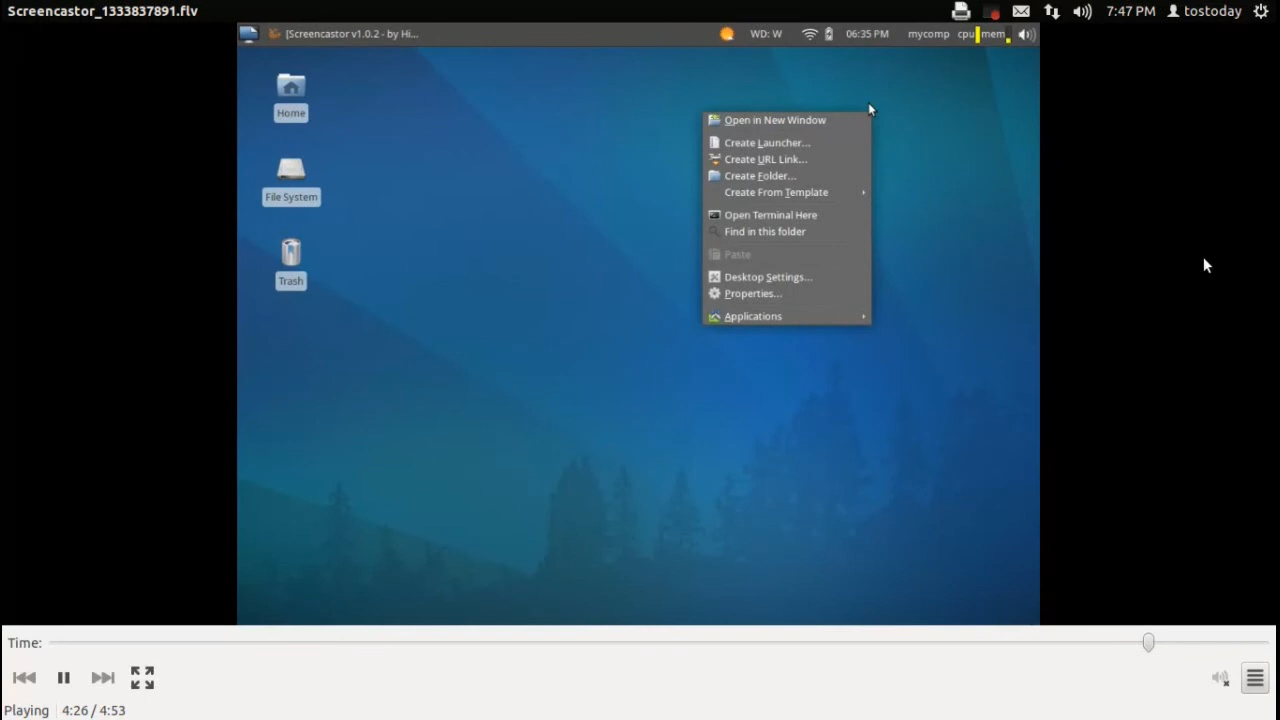 Screencastor_1333837891.flv
7:47 PM
tostoday
[Screencastor v1.0.2 - by Hi...
WD: W
06:35 PM
mycomp
cpu
mem
Home
File System
Trash
Open in New Window
Create Launcher...
Create URL Link...
Create Folder...
Create From Template
Open Terminal Here
Find in this folder
Paste
Desktop Settings...
Properties...
Applications
Time:
Playing
4:26 / 4:53